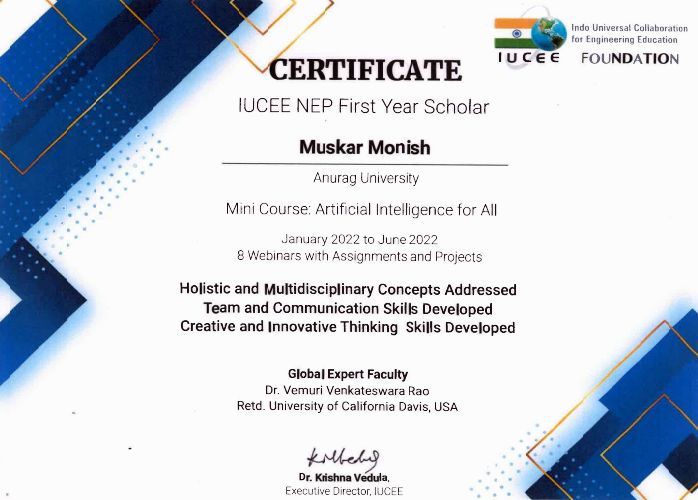 Indo Universal Collaboration
for Engineering Education
IUCEE FOUNDATION
CERTIFICATE
IUCEE NEP First Year Scholar
Muskar Monish
Anurag University
Mini Course: Artificial Intelligence for All
January 2022 to June 2022
8 Webinars with Assignments and Projects
Holistic and Multidisciplinary Concepts Addressed
Team and Communication Skills Developed
Creative and Innovative Thinking Skills Developed
Global Expert Faculty
Dr. Vemuri Venkateswara Rao
Retd. University of California Davis, USA
Dr. Krishna Vedula,
Executive Director, IUCEE